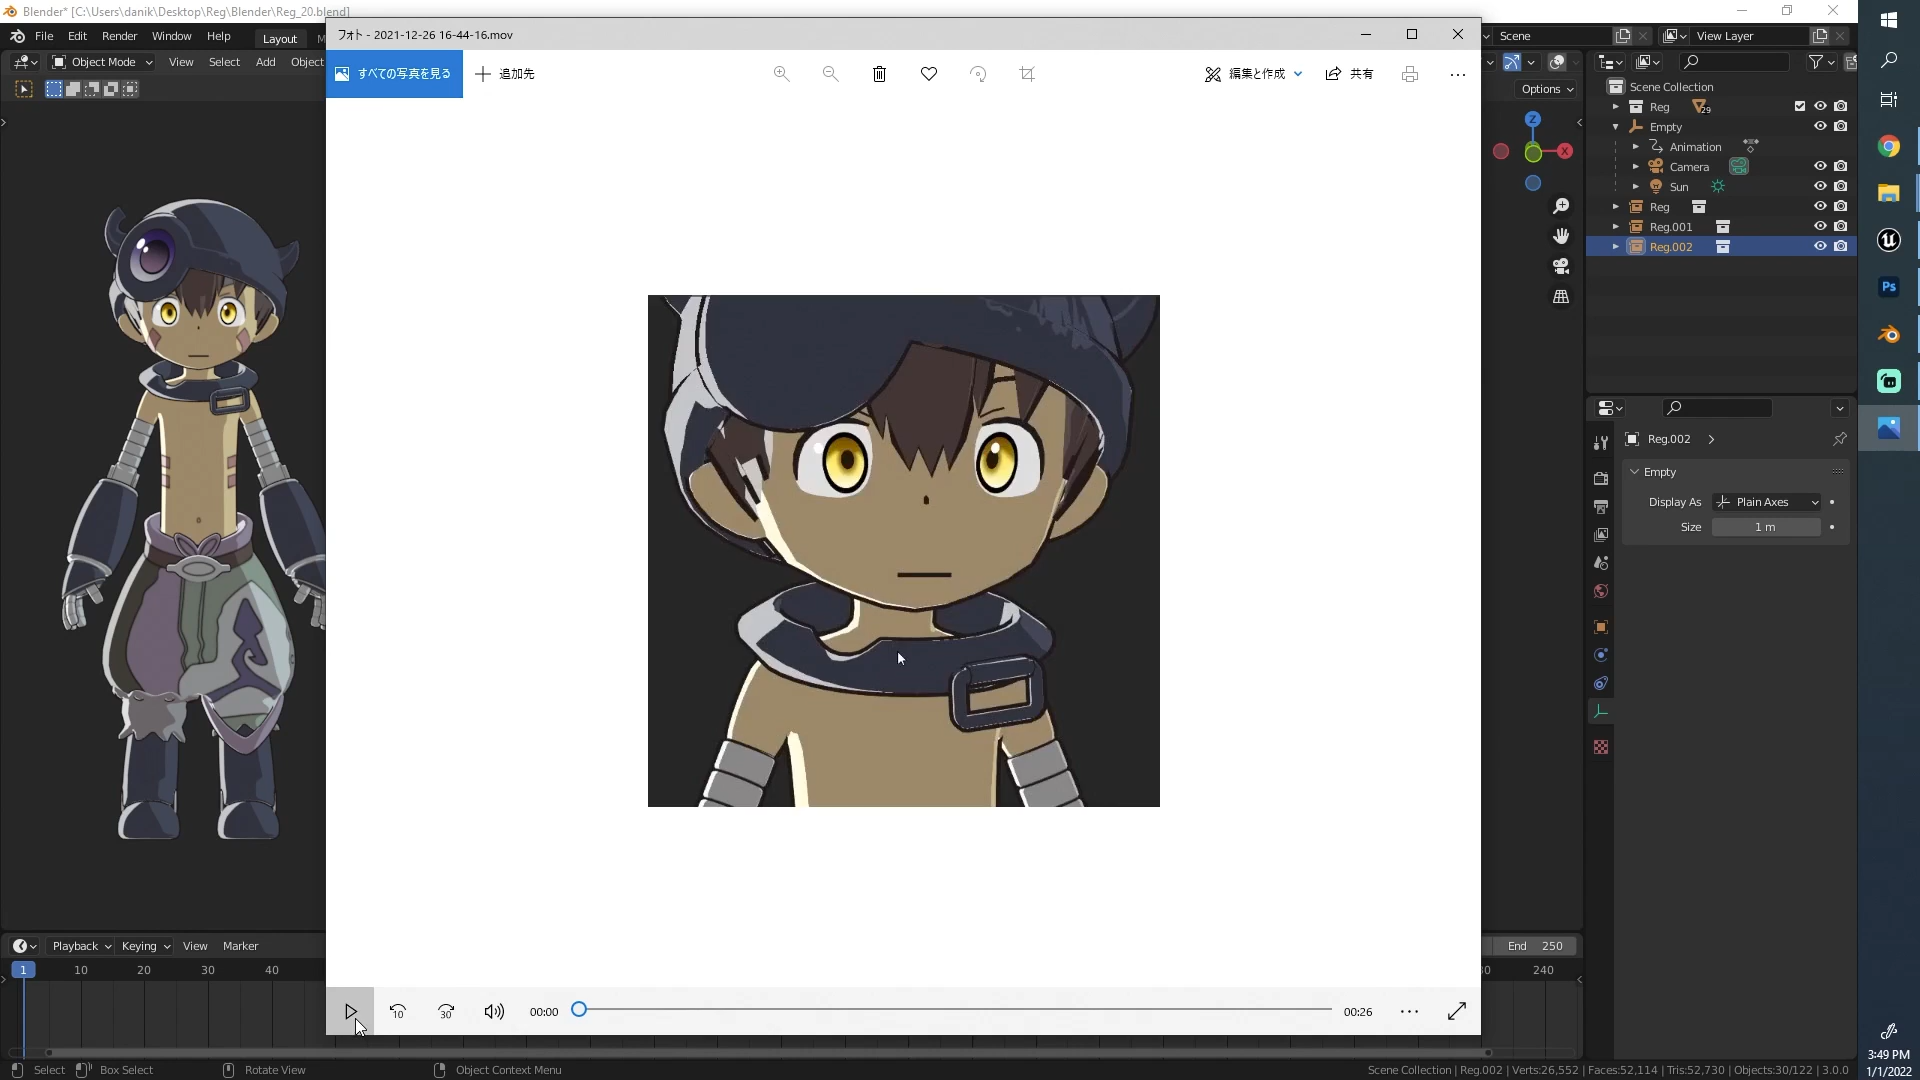 Blender* [C:\Users\danik\Desktop\Reg\Blender\Reg_20.blend]
File Edit Render Window Help Layout
Scene View Layer
フォト - 2021-12-26 16-44-16.mov
Object Mode View Select Add Object
すべての写真を見る 追加先 編集と作成 共有
Options
Z
X
Scene Collection
Reg 29
Empty
Animation
Camera
Sun
Reg
Reg.001
Reg.002
Reg.002
Empty
Display As Plain Axes
Size 1 m
Ps
Playback Keying View Marker
End 250
1 10 20 30 40
240
10 30 00:00 00:26
Select Box Select Rotate View Object Context Menu
Scene Collection | Reg.002 | Verts:26,552 | Faces:52,114 | Tris:52,730 | Objects:30/122 | 3.0.0
3:49 PM
1/1/2022